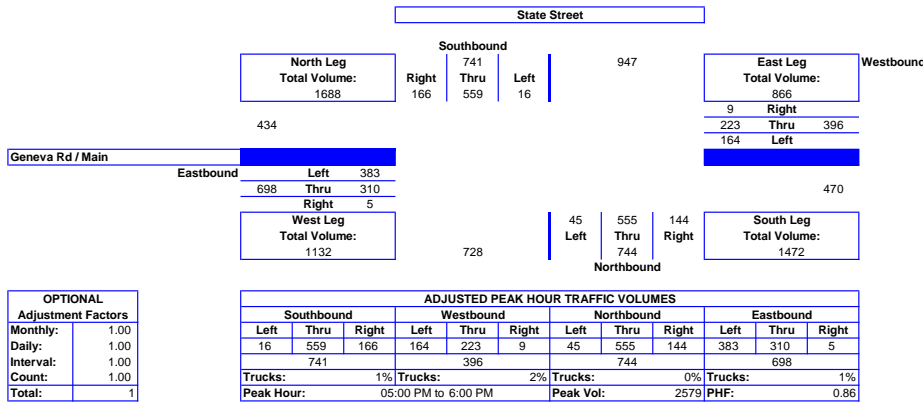 State Street
Southbound
North Leg 741 947 East Leg Westbound
Total Volume: Right Thru Left Total Volume:
1688 166 559 16 866
9 Right
434 223 Thru 396
164 Left
Geneva Rd / Main
Eastbound Left 383
698 Thru 310 470
Right 5
West Leg 45 555 144 South Leg
Total Volume: Left Thru Right Total Volume:
1132 728 744 1472
Northbound
OPTIONAL ADJUSTED PEAK HOUR TRAFFIC VOLUMES
Adjustment Factors Southbound Westbound Northbound Eastbound
Monthly: 1.00 Left Thru Right Left Thru Right Left Thru Right Left Thru Right
Daily: 1.00 16 559 166 164 223 9 45 555 144 383 310 5
Interval: 1.00 741 396 744 698
Count: 1.00 Trucks: 1% Trucks: 2% Trucks: 0% Trucks: 1%
Total: 1 Peak Hour: 05:00 PM to 6:00 PM Peak Vol: 2579 PHF: 0.86